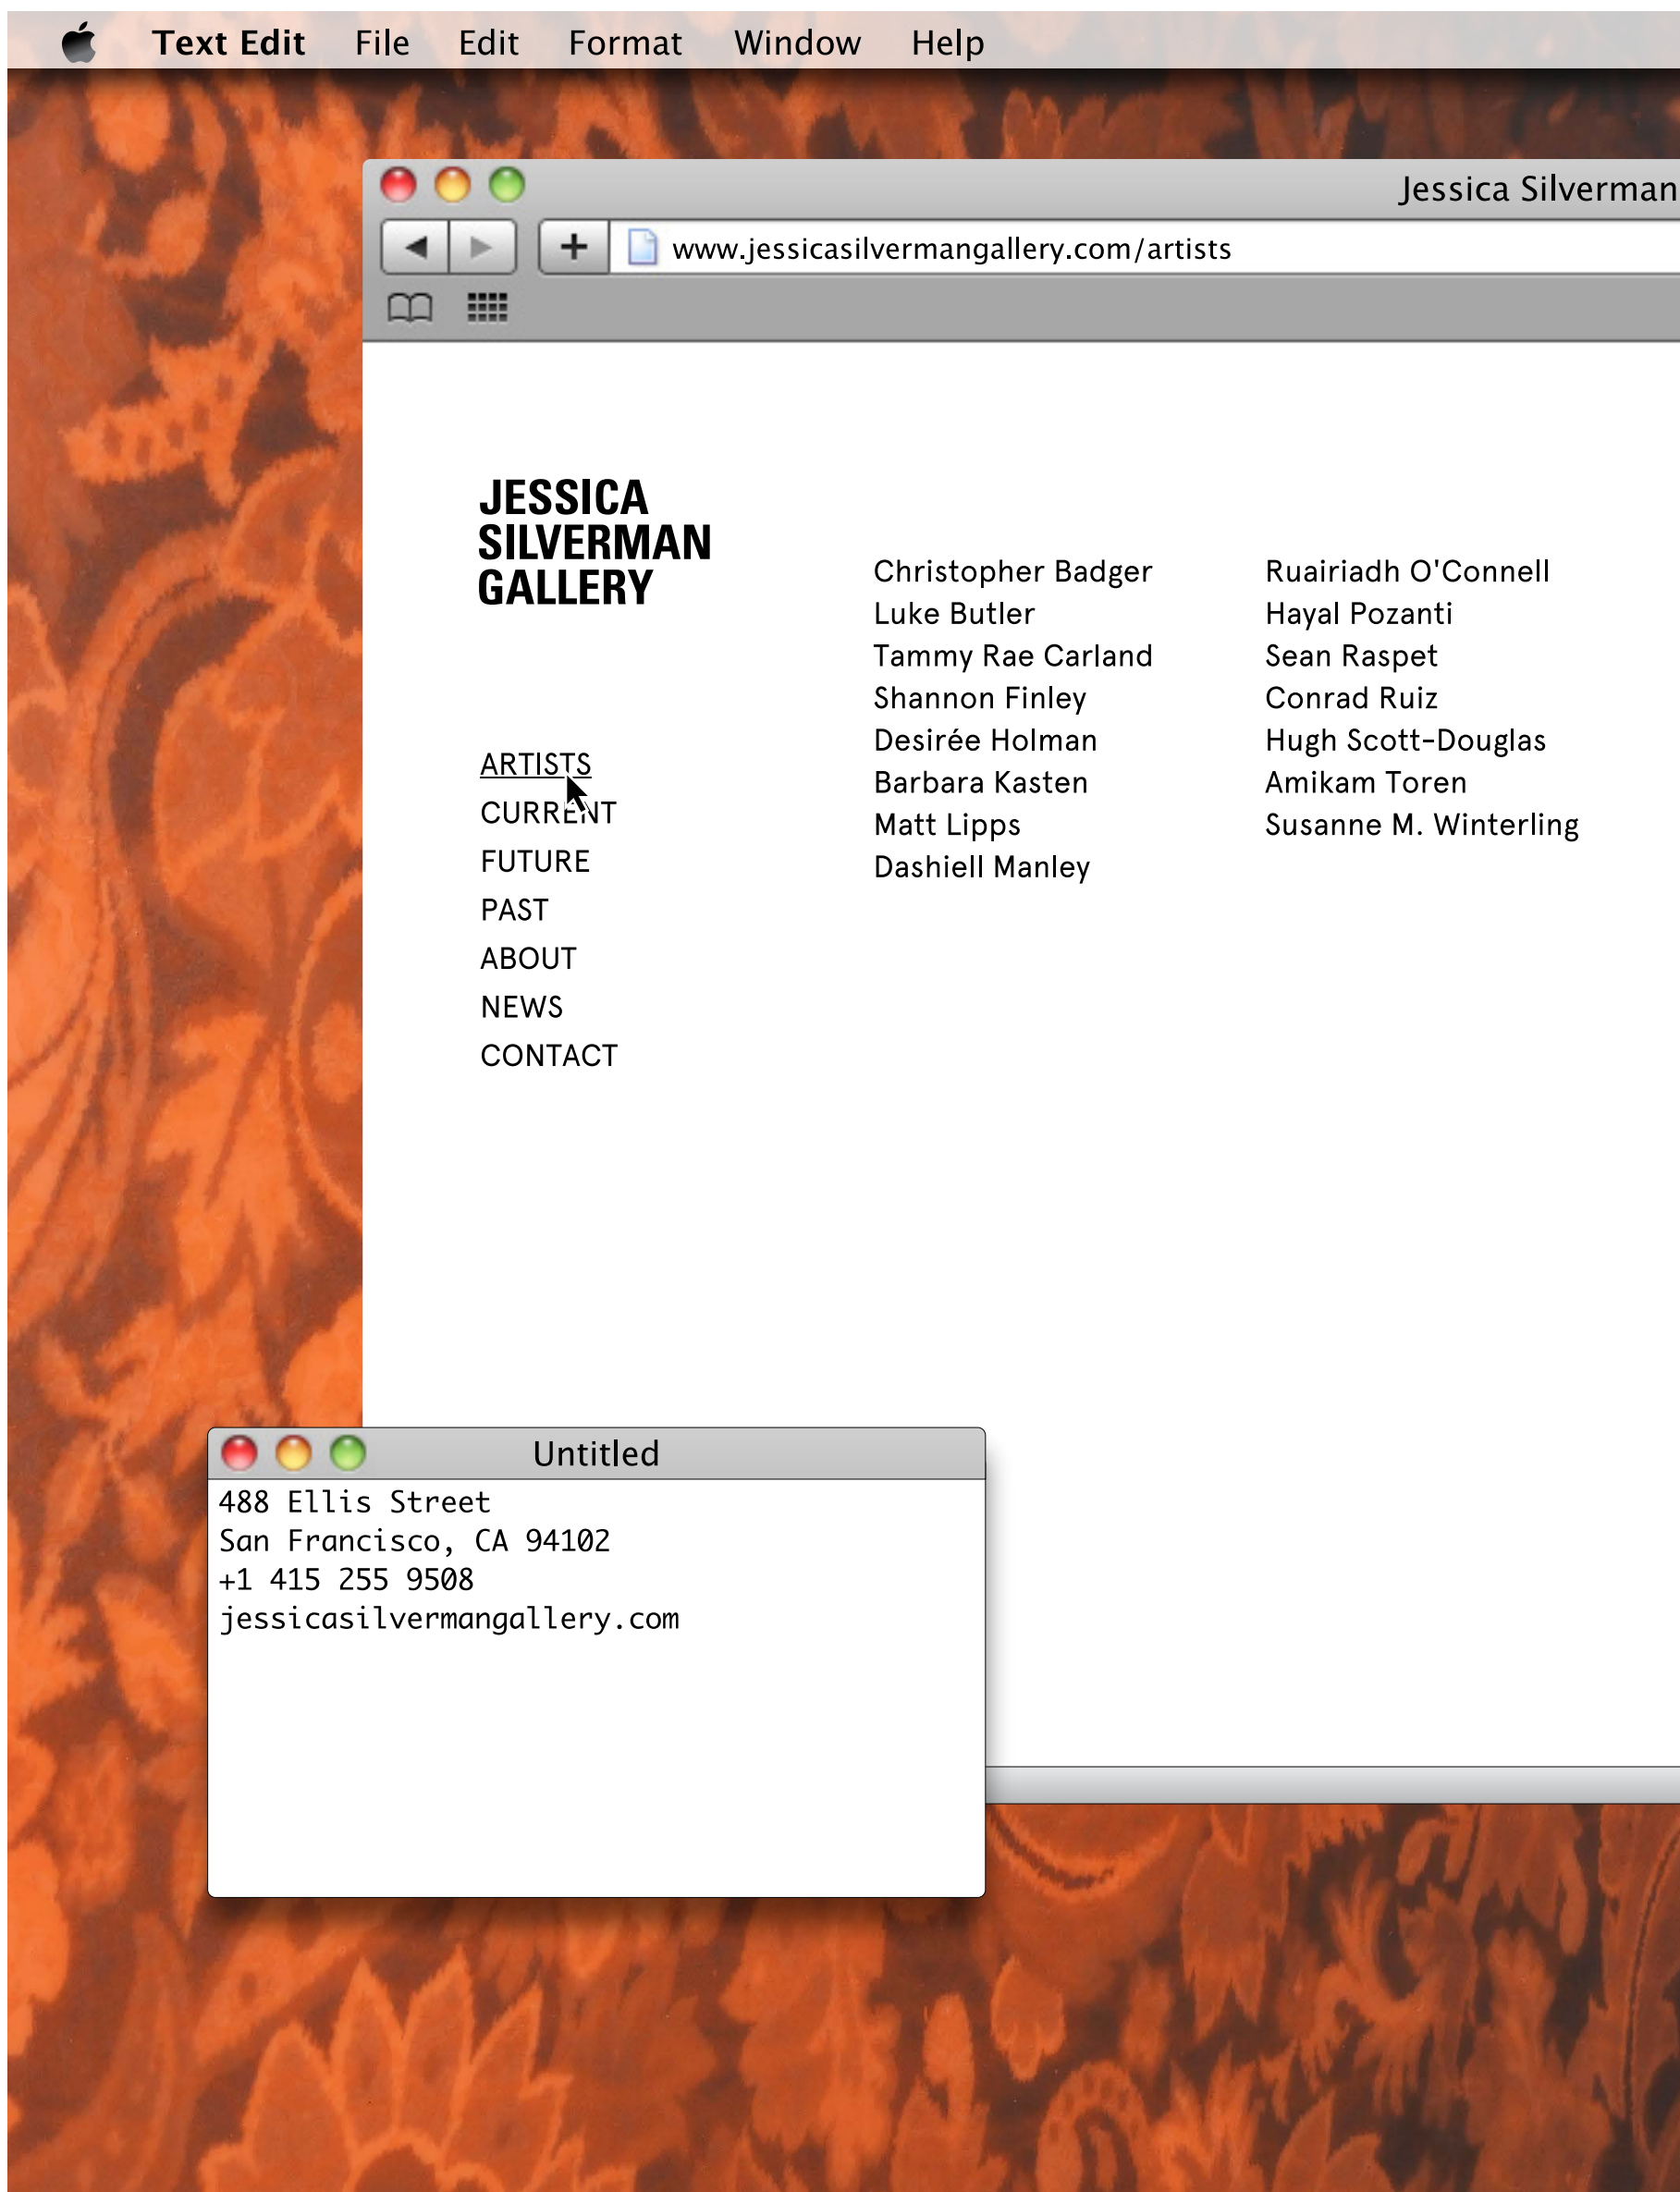 Text Edit File Edit Format Window Help
Jessica Silverman
www.jessicasilvermangallery.com/artists
JESSICA
SILVERMAN
GALLERY
ARTISTS
CURRENT
FUTURE
PAST
ABOUT
NEWS
CONTACT
Christopher Badger
Luke Butler
Tammy Rae Carland
Shannon Finley
Desirée Holman
Barbara Kasten
Matt Lipps
Dashiell Manley
Ruairiadh O'Connell
Hayal Pozanti
Sean Raspet
Conrad Ruiz
Hugh Scott-Douglas
Amikam Toren
Susanne M. Winterling
Untitled
488 Ellis Street
San Francisco, CA 94102
+1 415 255 9508
jessicasilvermangallery.com